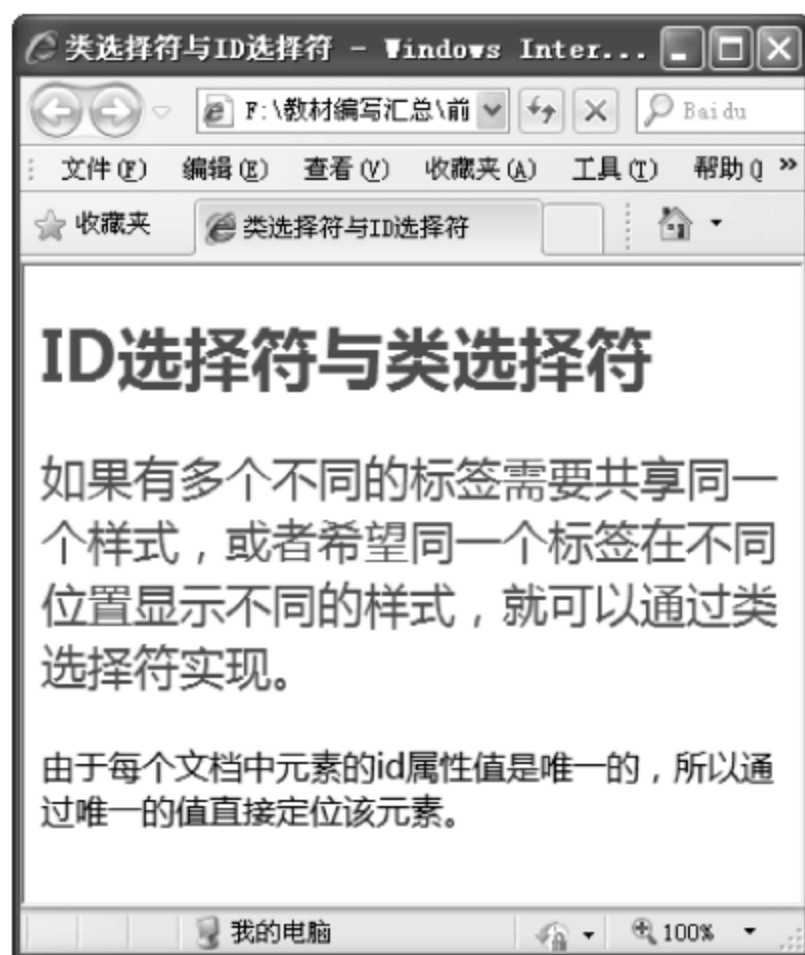 类选择符与ID选择符 - Windows Inter...
F:\教材编写汇总\前
Baidu
文件(F) 编辑(E) 查看(V) 收藏夹(A) 工具(T) 帮助( »
收藏夹
类选择符与ID选择符
ID选择符与类选择符
如果有多个不同的标签需要共享同一
个样式，或者希望同一个标签在不同
位置显示不同的样式，就可以通过类
选择符实现。
由于每个文档中元素的id属性值是唯一的，所以通
过唯一的值直接定位该元素。
我的电脑
100%